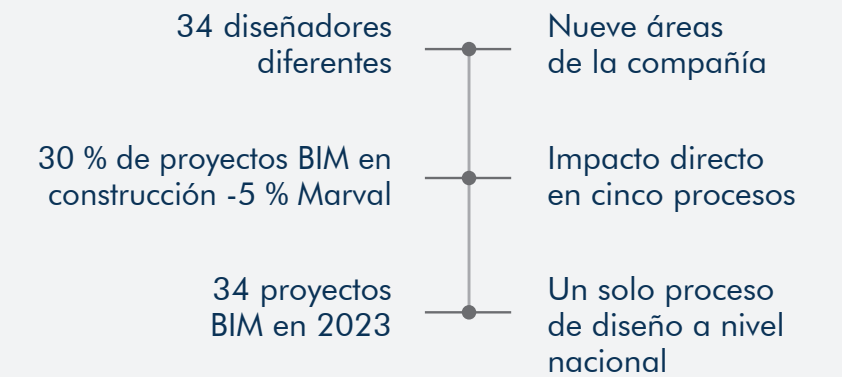 34 diseñadores
diferentes
Nueve áreas
de la compañía
30 % de proyectos BIM en
construcción -5 % Marval
Impacto directo
en cinco procesos
34 proyectos
BIM en 2023
Un solo proceso
de diseño a nivel
nacional